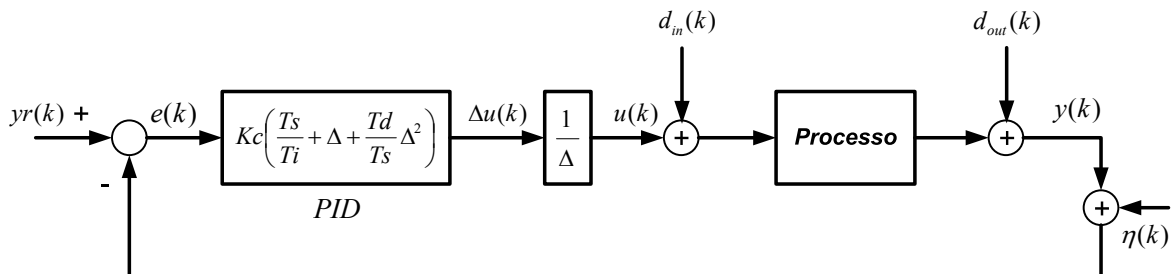 d_in(k)
d_out(k)
yr(k) +
e(k)
Kc(Ts/Ti + Δ + Td/Ts Δ²)
Δu(k)
1/Δ
u(k)
+
Processo
+
y(k)
-
PID
+
η(k)